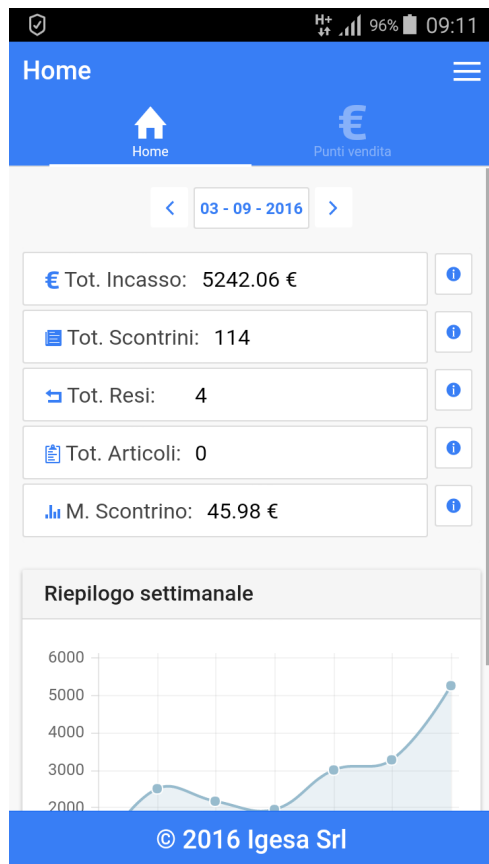 H+ 96% 09:11
Home
€
Home Punti vendita
03 - 09 - 2016
€ Tot. Incasso: 5242.06 €
Tot. Scontrini: 114
Tot. Resi: 4
Tot. Articoli: 0
M. Scontrino: 45.98 €
Riepilogo settimanale
6000
5000
4000
3000
2000
© 2016 Igesa Srl